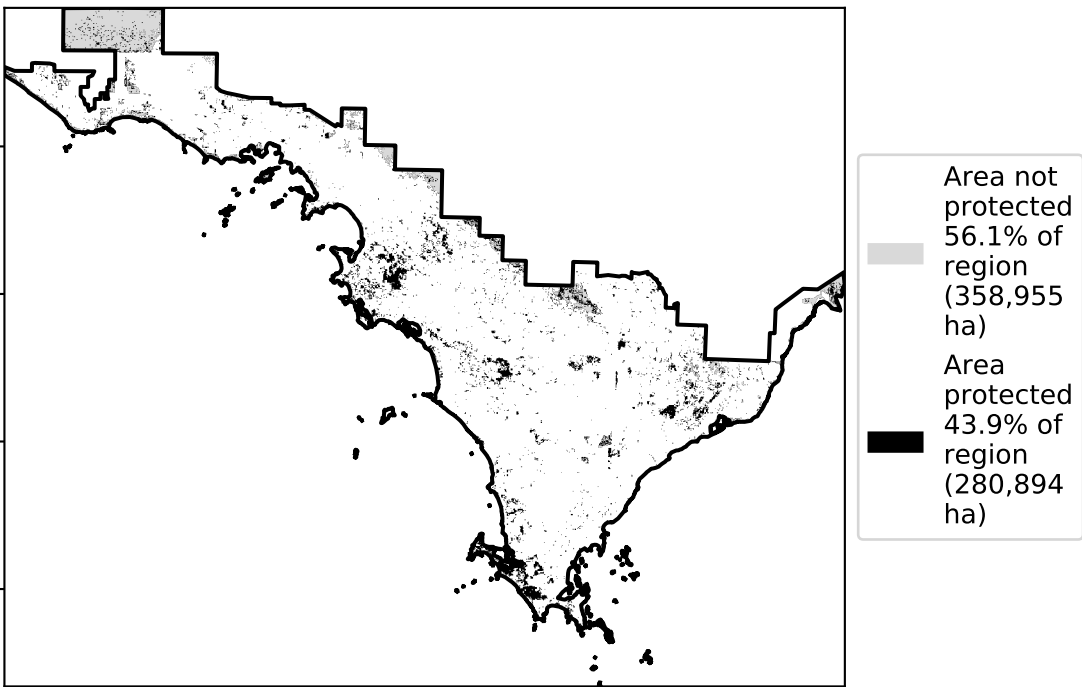 Area not
protected
56.1% of
region
(358,955
ha)
Area
protected
43.9% of
region
(280,894
ha)